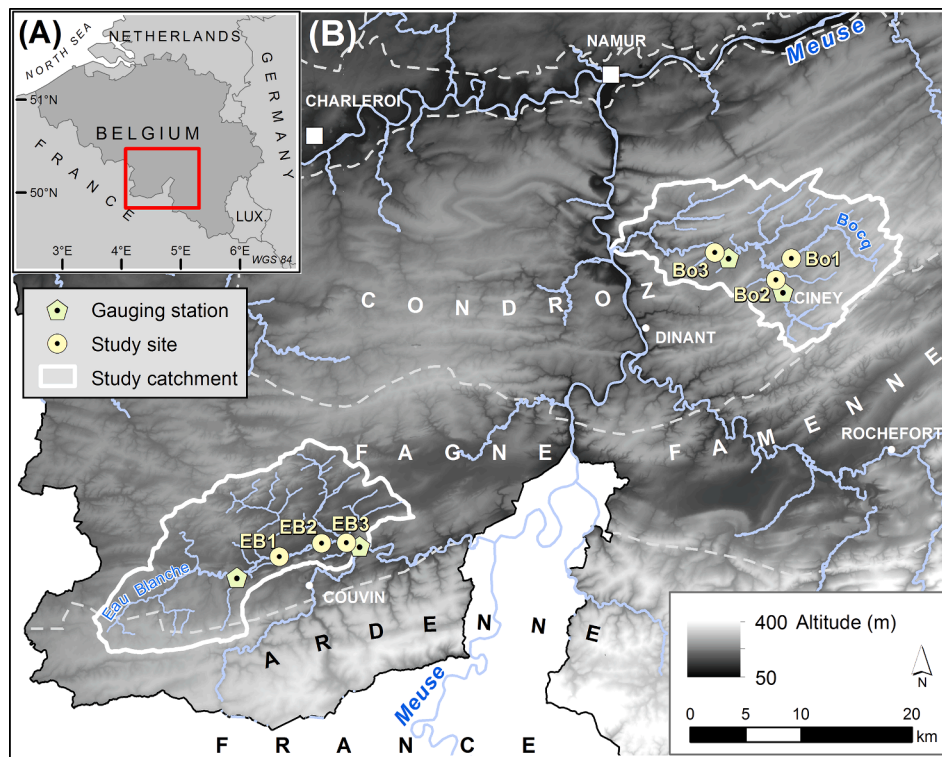 (A)
NORTH SEA
NETHERLANDS
GERMANY
51°N
BELGIUM
FRANCE
50°N
LUX.
3°E 4°E 5°E 6°E WGS 84
Gauging station
Study site
Study catchment
(B)
NAMUR
Meuse
CHARLEROI
Bocq
Bo3
Bo1
Bo2
CINEY
CONDROZ
DINANT
FAMENNE
ROCHEFORT
FAGNE
EB1
EB2
EB3
Eau Blanche
COUVIN
ARDENNE
Meuse
FRANCE
400 Altitude (m)
50
N
0 5 10 20
km